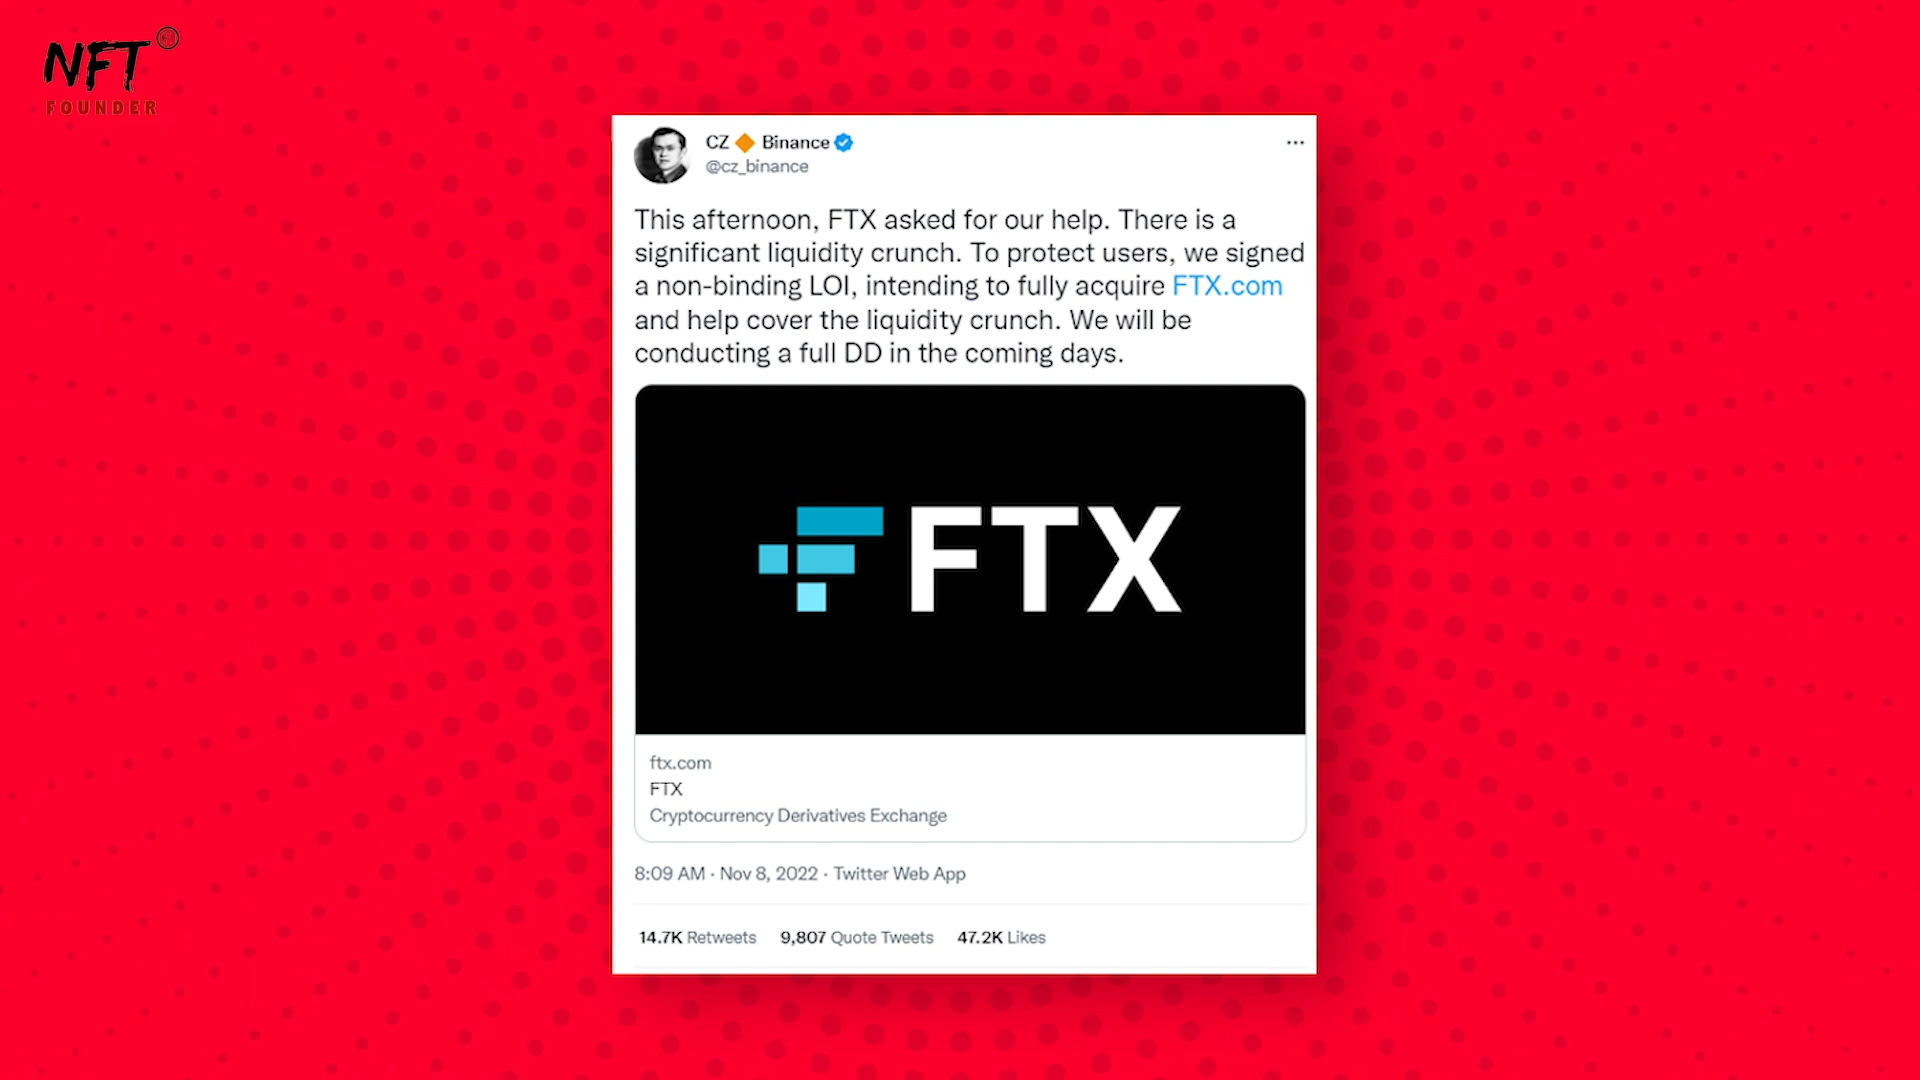 NFT
FOUNDER
CZ 🔶 Binance
@cz_binance
This afternoon, FTX asked for our help. There is a
significant liquidity crunch. To protect users, we signed
a non-binding LOI, intending to fully acquire FTX.com
and help cover the liquidity crunch. We will be
conducting a full DD in the coming days.
FTX
ftx.com
FTX
Cryptocurrency Derivatives Exchange
8:09 AM · Nov 8, 2022 · Twitter Web App
14.7K Retweets 9,807 Quote Tweets 47.2K Likes